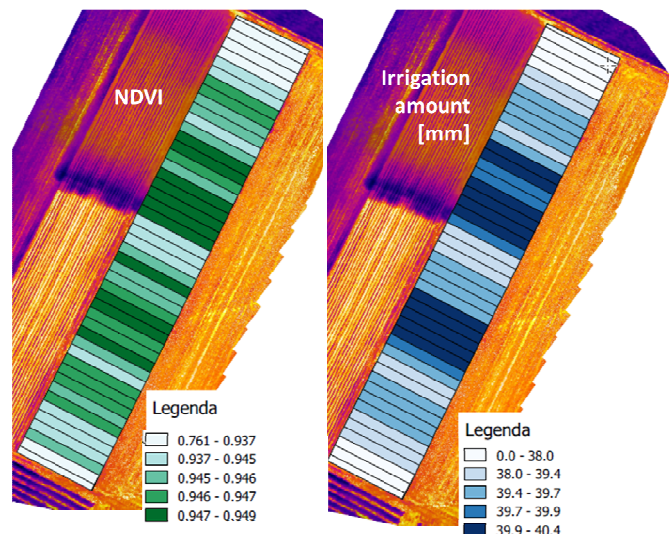 NDVI
Legenda
0.761 - 0.937
0.937 - 0.945
0.945 - 0.946
0.946 - 0.947
0.947 - 0.949
Irrigation
amount
[mm]
Legenda
0.0 - 38.0
38.0 - 39.4
39.4 - 39.7
39.7 - 39.9
39.9 - 40.4